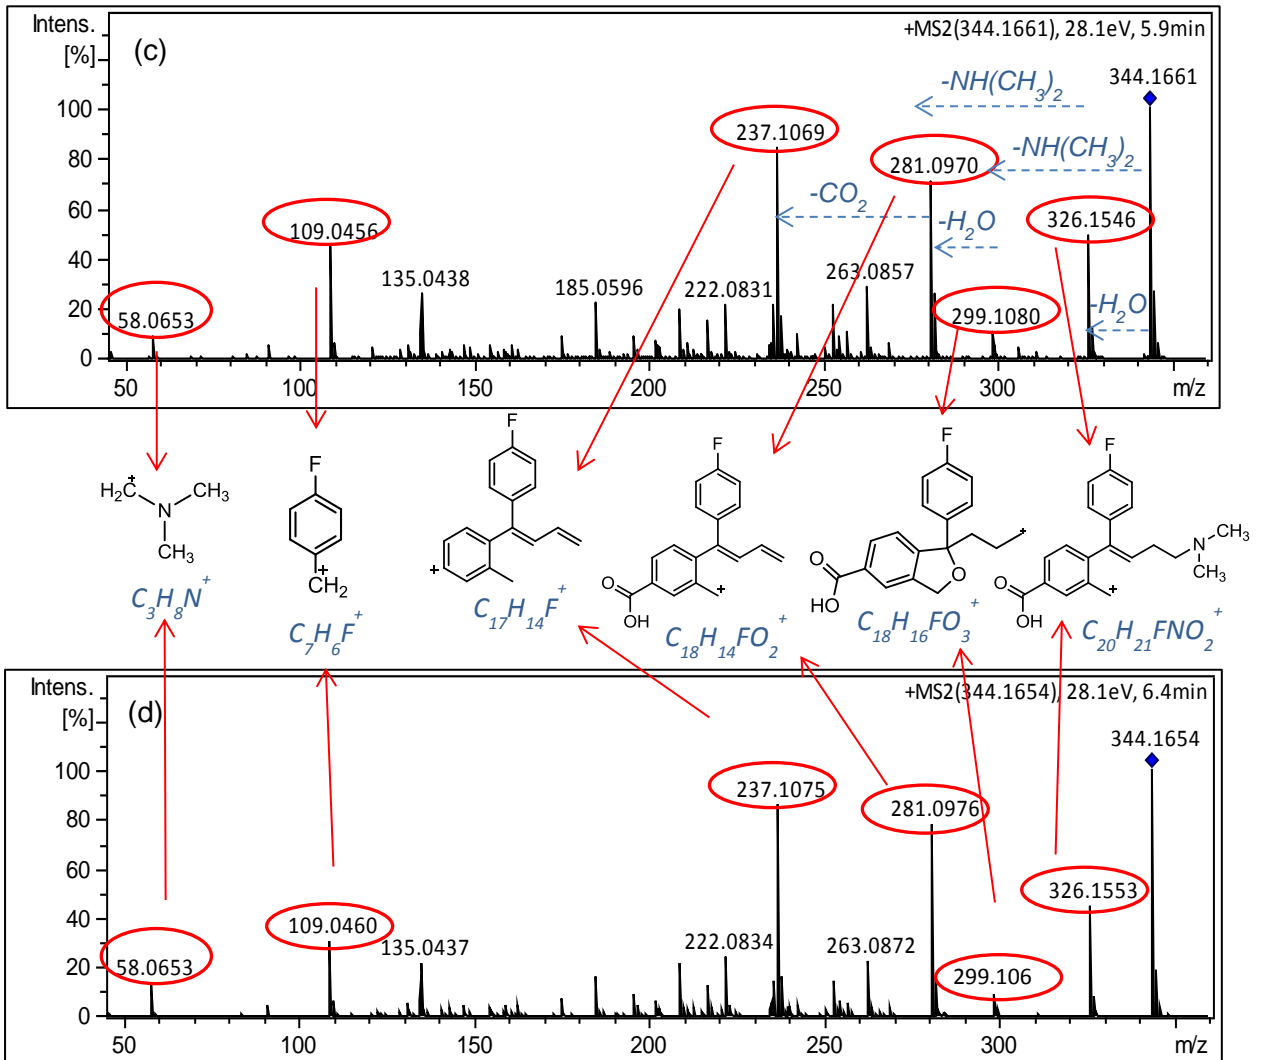 Intens.
[%]
(c)
+MS2(344.1661), 28.1eV, 5.9min
344.1661
-NH(CH3)2
237.1069
281.0970
-NH(CH3)2
-CO2
-H2O
326.1546
109.0456
135.0438
185.0596
222.0831
263.0857
299.1080
-H2O
58.0653
100
80
60
40
20
0
50
100
150
200
250
300
m/z
H2C
+
N
CH3
CH3
C3H8N+
F
+
CH2
C7H6F+
F
+
C17H14F+
F
O
OH
+
C18H14FO2+
F
O
HO
O
+
C18H16FO3+
F
O
OH
+
N
CH3
CH3
C20H21FNO2+
Intens.
[%]
(d)
+MS2(344.1654), 28.1eV, 6.4min
344.1654
237.1075
281.0976
326.1553
109.0460
135.0437
222.0834
263.0872
299.106
58.0653
100
80
60
40
20
0
50
100
150
200
250
300
m/z